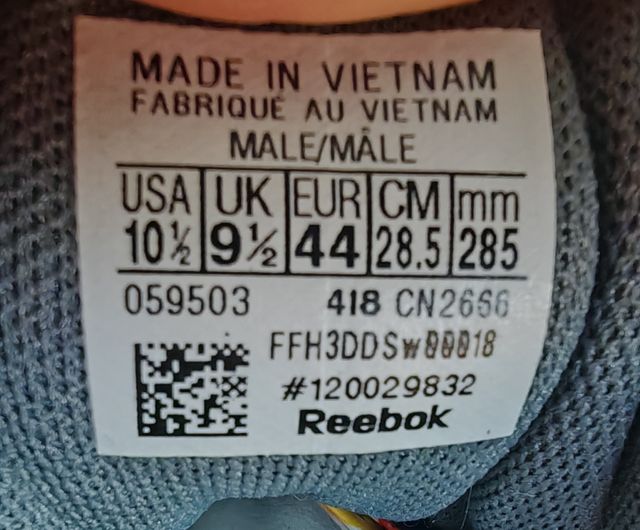 MADE IN VIETNAM
FABRIQUÉ AU VIETNAM
MALE/MÂLE
USA UK EUR CM mm
10½ 9½ 44 28.5 285
059503 418 CN2666
#120029832
Reebok